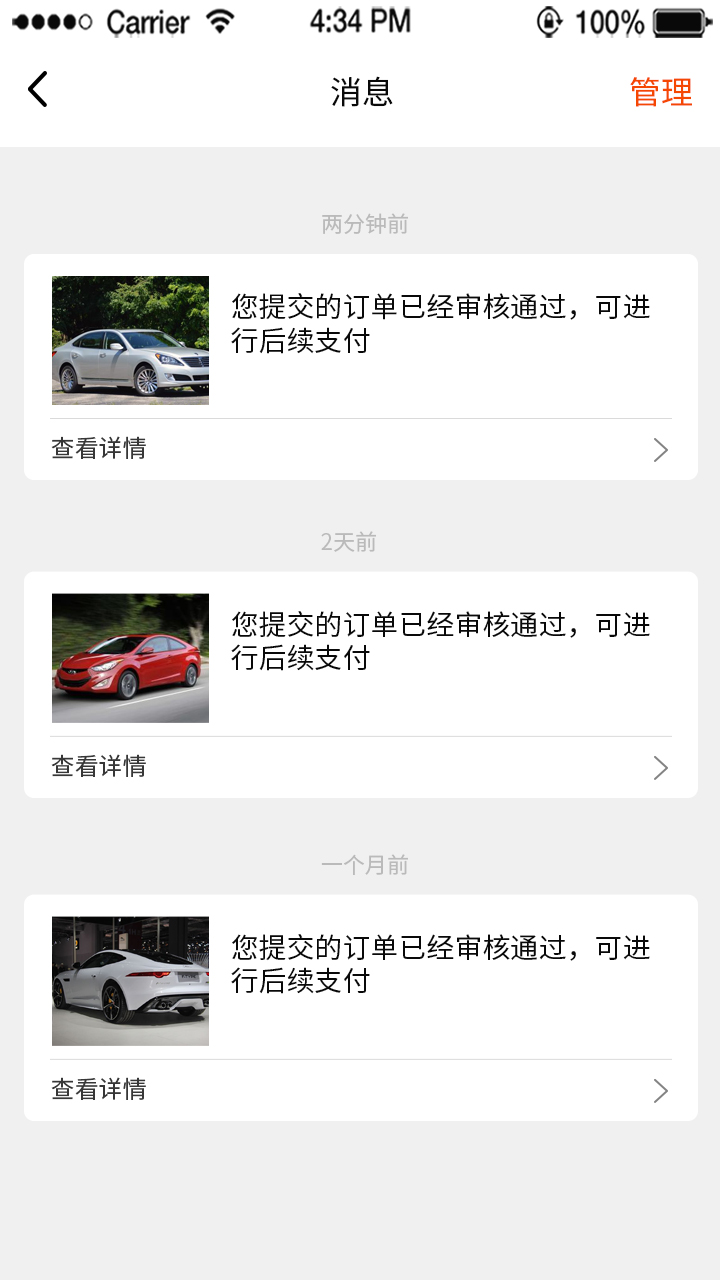 Carrier 4:34 PM 100%
消息 管理
两分钟前
您提交的订单已经审核通过，可进
行后续支付
查看详情
2天前
您提交的订单已经审核通过，可进
行后续支付
查看详情
一个月前
您提交的订单已经审核通过，可进
行后续支付
查看详情